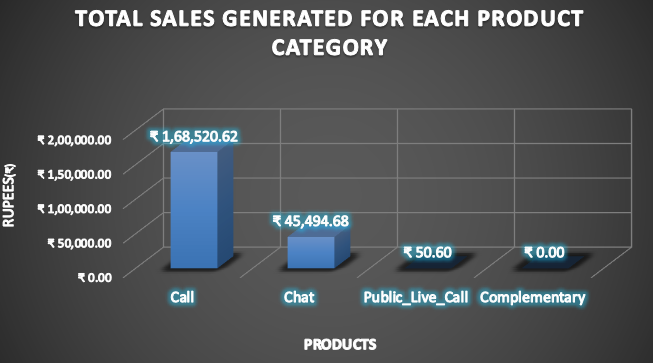 TOTAL SALES GENERATED FOR EACH PRODUCT
CATEGORY
RUPEES(₹)
₹ 2,00,000.00
₹ 1,50,000.00
₹ 1,00,000.00
₹ 50,000.00
₹ 0.00
₹ 1,68,520.62
₹ 45,494.68
₹ 50.60
₹ 0.00
Call
Chat
Public_Live_Call
Complementary
PRODUCTS